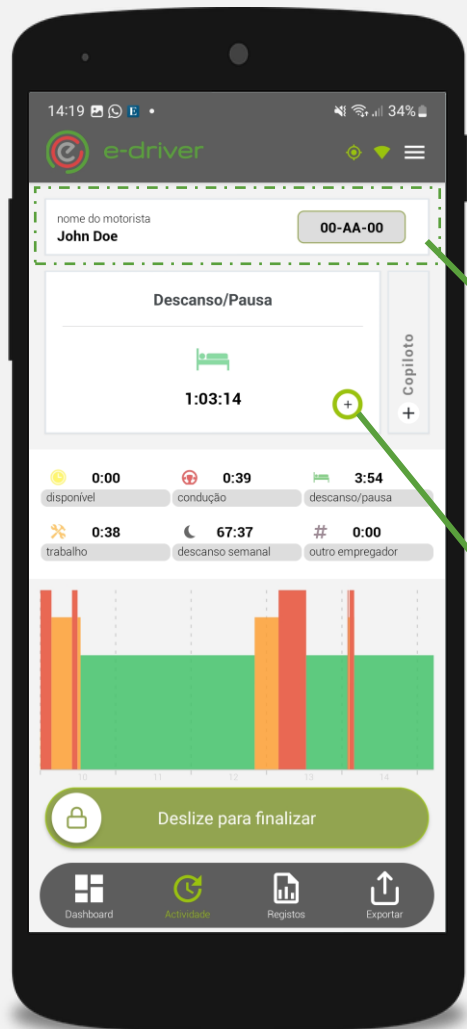 14:19 E • 34%
e-driver
nome do motorista
John Doe
00-AA-00
Descanso/Pausa
1:03:14
+
Copiloto
+
0:00 0:39 3:54
disponível condução descanso/pausa
0:38 67:37 # 0:00
trabalho descanso semanal outro empregador
10 11 12 13 14
Deslize para finalizar
Dashboard Actividade Registos Exportar